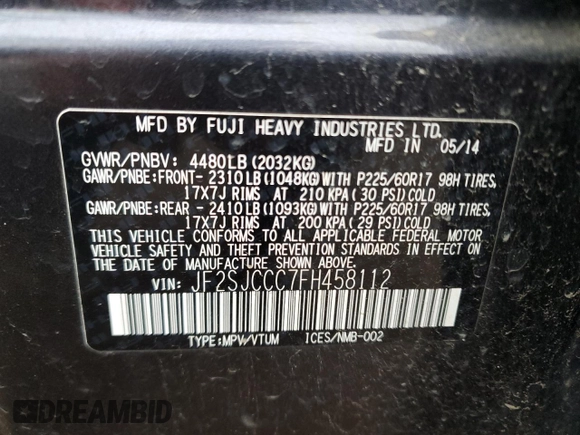 MFD BY FUJI HEAVY INDUSTRIES LTD.
MFD IN 05/14
GVWR/PNBV: 4480LB (2032KG)
GAWR/PNBE:FRONT- 2310LB(1048KG)WITH P225/60R17 98H TIRES,
17X7J RIMS AT 210 KPA (30 PSI)COLD
GAWR/PNBE:REAR - 2410LB(1093KG)WITH P225/60R17 98H TIRES,
17X7J RIMS AT 200 KPA (29 PSI)COLD
THIS VEHICLE CONFORMS TO ALL APPLICABLE FEDERAL MOTOR
VEHICLE SAFETY AND THEFT PREVENTION STANDARDS IN EFFECT ON
THE DATE OF MANUFACTURE SHOWN ABOVE.
VIN: JF2SJCCC7FH458112
TYPE:MPV/VTUM ICES/NMB-002
DREAMBID